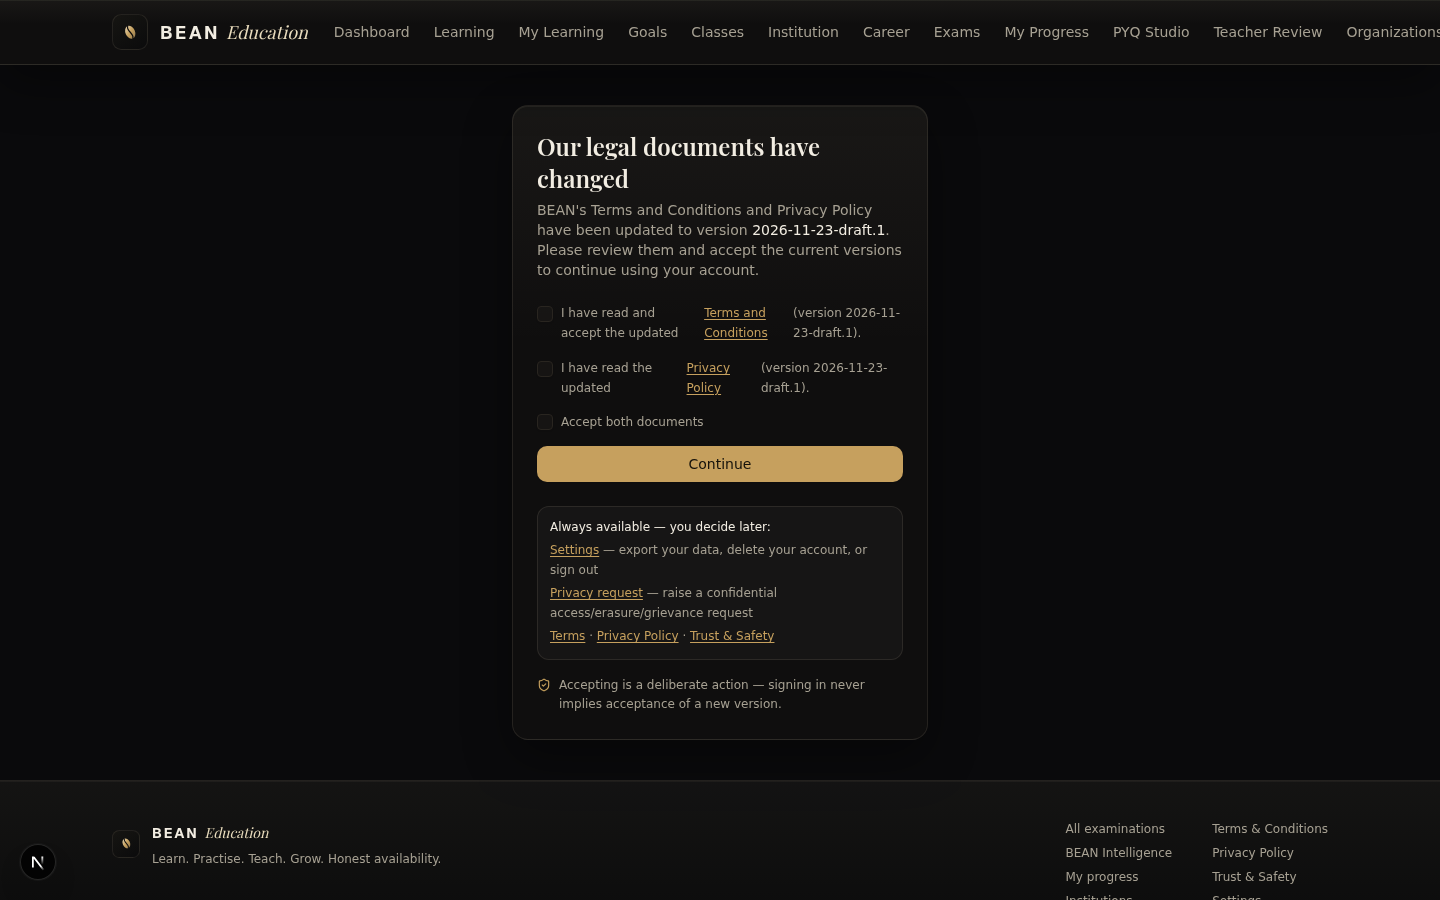 BEAN Education Dashboard Learning My Learning Goals Classes Institution Career Exams My Progress PYQ Studio Teacher Review Organizations
Our legal documents have
changed
BEAN's Terms and Conditions and Privacy Policy
have been updated to version 2026-11-23-draft.1.
Please review them and accept the current versions
to continue using your account.
I have read and accept the updated Terms and Conditions (version 2026-11-23-draft.1).
I have read the updated Privacy Policy (version 2026-11-23-draft.1).
Accept both documents
Continue
Always available — you decide later:
Settings — export your data, delete your account, or
sign out
Privacy request — raise a confidential
access/erasure/grievance request
Terms · Privacy Policy · Trust & Safety
Accepting is a deliberate action — signing in never
implies acceptance of a new version.
BEAN Education
Learn. Practise. Teach. Grow. Honest availability.
All examinations
BEAN Intelligence
My progress
Institutions
Terms & Conditions
Privacy Policy
Trust & Safety
Settings
N